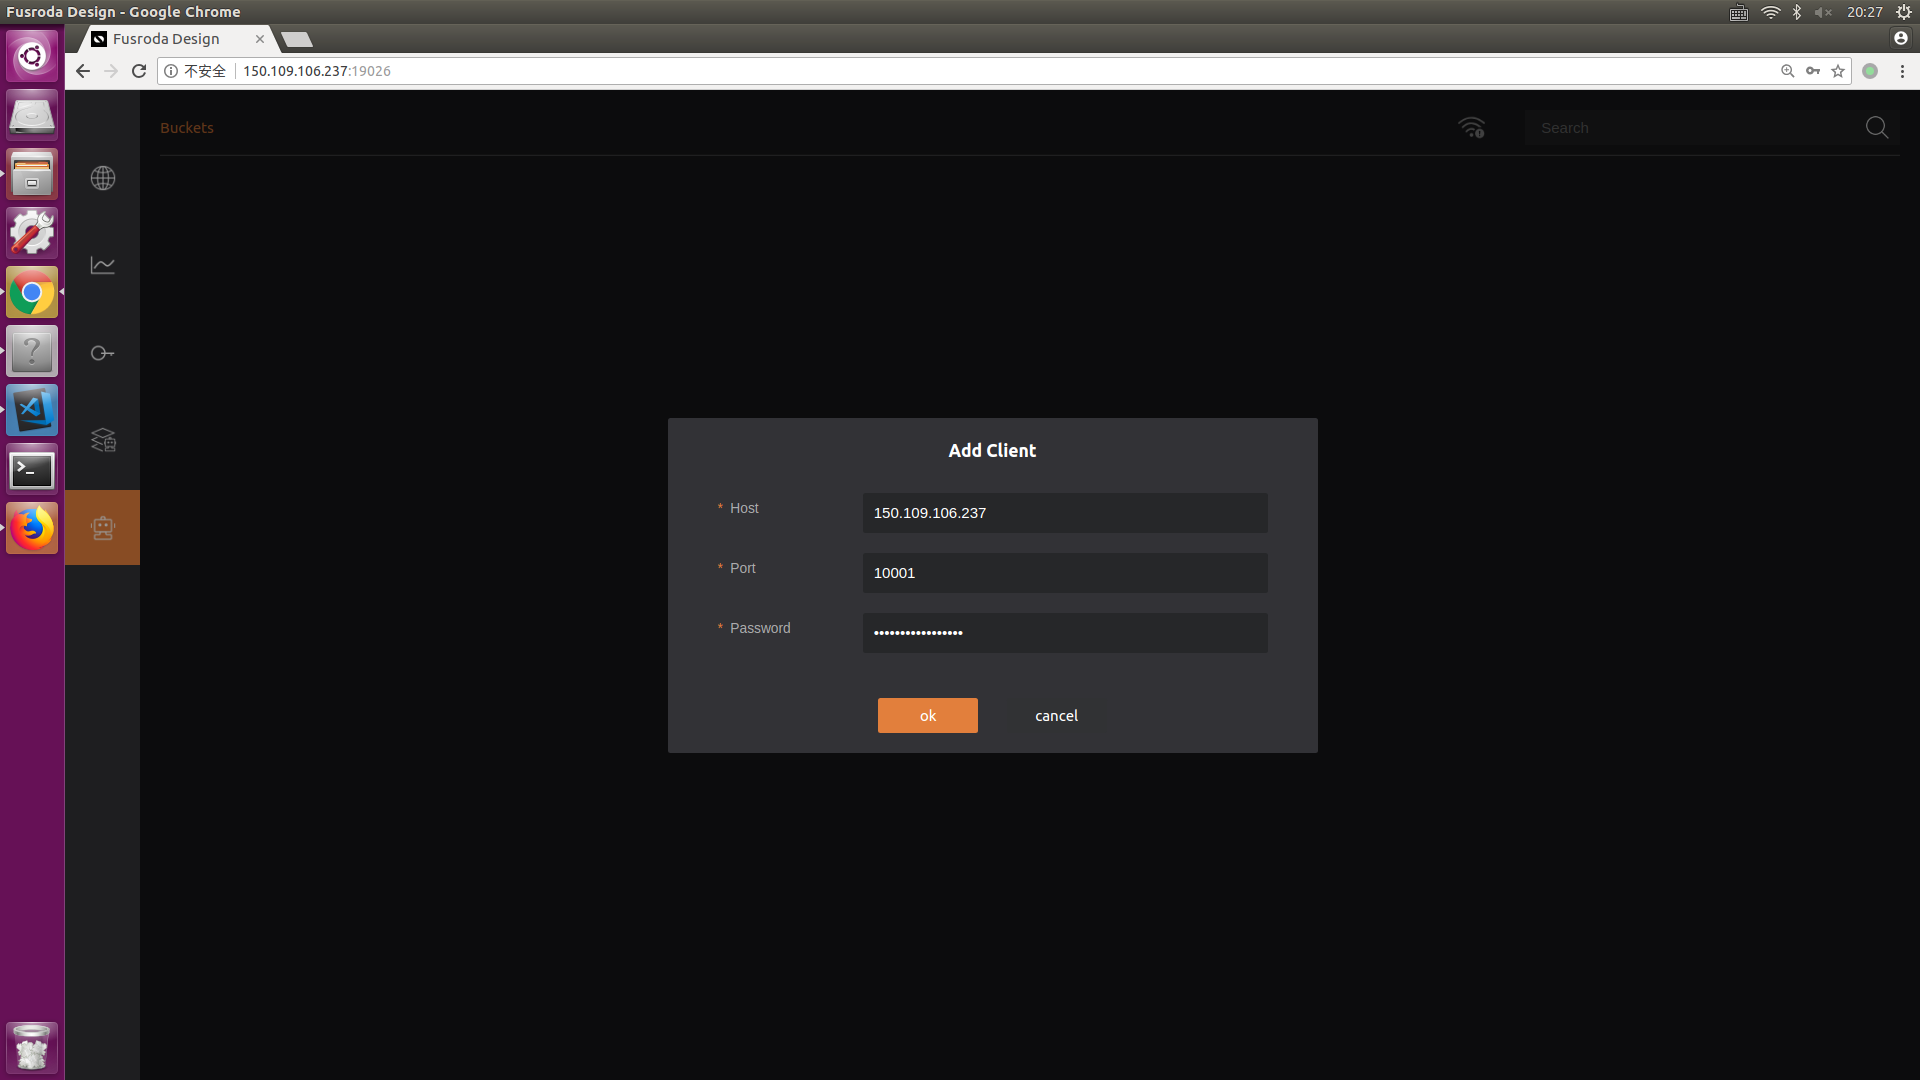 Fusroda Design - Google Chrome
20:27
Fusroda Design
不安全
150.109.106.237:19026
Buckets
Search
Add Client
* Host
150.109.106.237
* Port
10001
* Password
•••••••••••••••••
ok
cancel